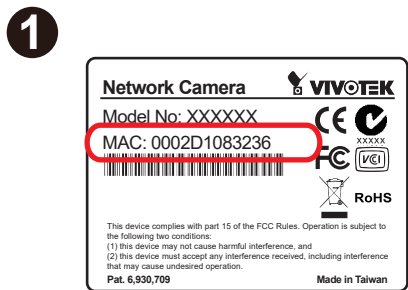 1
Network Camera VIVOTEK
Model No: XXXXXX
MAC: 0002D1083236
CE
XXXXX
FC VCI
RoHS
This device complies with part 15 of the FCC Rules. Operation is subject to
the following two conditions:
(1) this device may not cause harmful interference, and
(2) this device must accept any interference received, including interference
that may cause undesired operation.
Pat. 6,930,709 Made in Taiwan